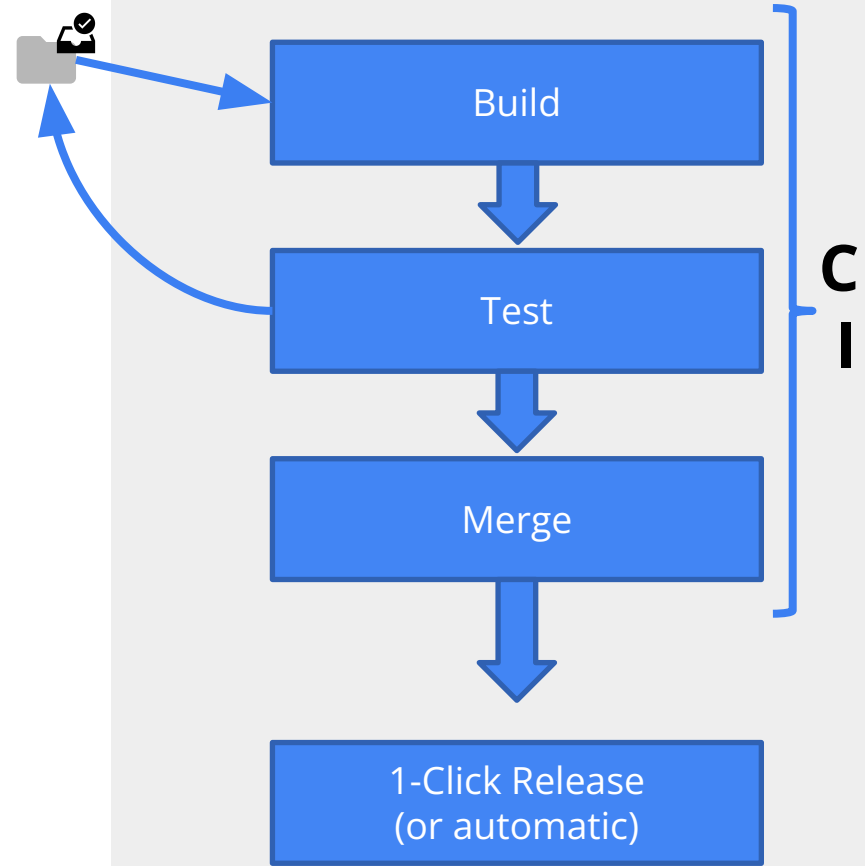 Build
Test
C
I
Merge
1-Click Release
(or automatic)